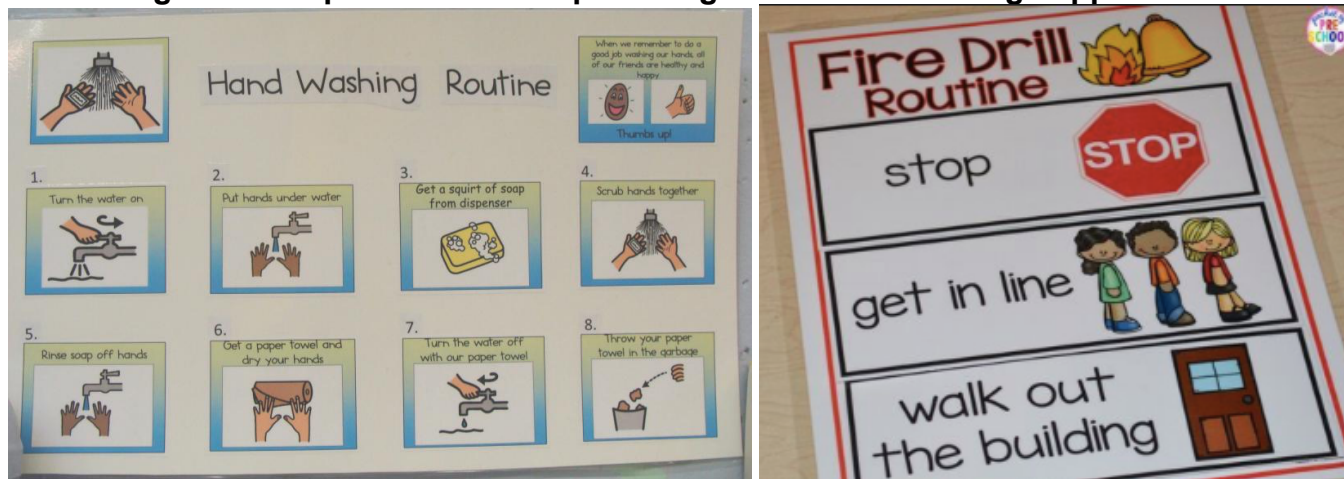 Hand Washing Routine
When we remember to do a
good job washing our hands all
of our friends are healthy and
happy
Thumbs up!
1.
Turn the water on
2.
Put hands under water
3.
Get a squirt of soap
from dispenser
4.
Scrub hands together
5.
Rinse soap off hands
6.
Get a paper towel and
dry your hands
7.
Turn the water off
with our paper towel
8.
Throw your paper
towel in the garbage
Fire Drill
Routine
stop
STOP
get in line
walk out
the building
PRE
SCHOO